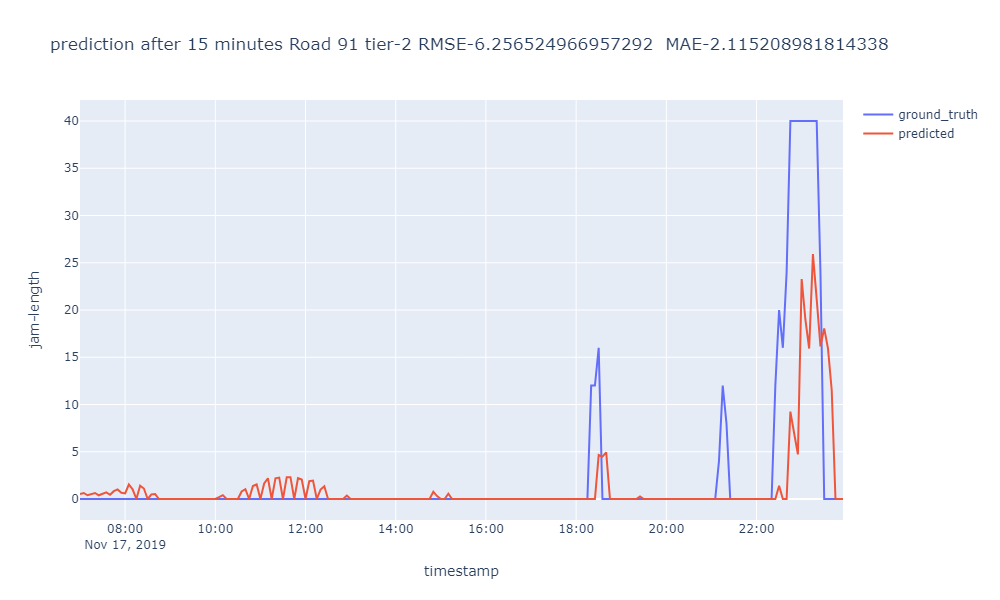 prediction after 15 minutes Road 91 tier-2 RMSE-6.256524966957292  MAE-2.115208981814338
ground_truth
predicted
40
35
30
25
20
15
10
5
0
jam-length
08:00 10:00 12:00 14:00 16:00 18:00 20:00 22:00
Nov 17, 2019
timestamp